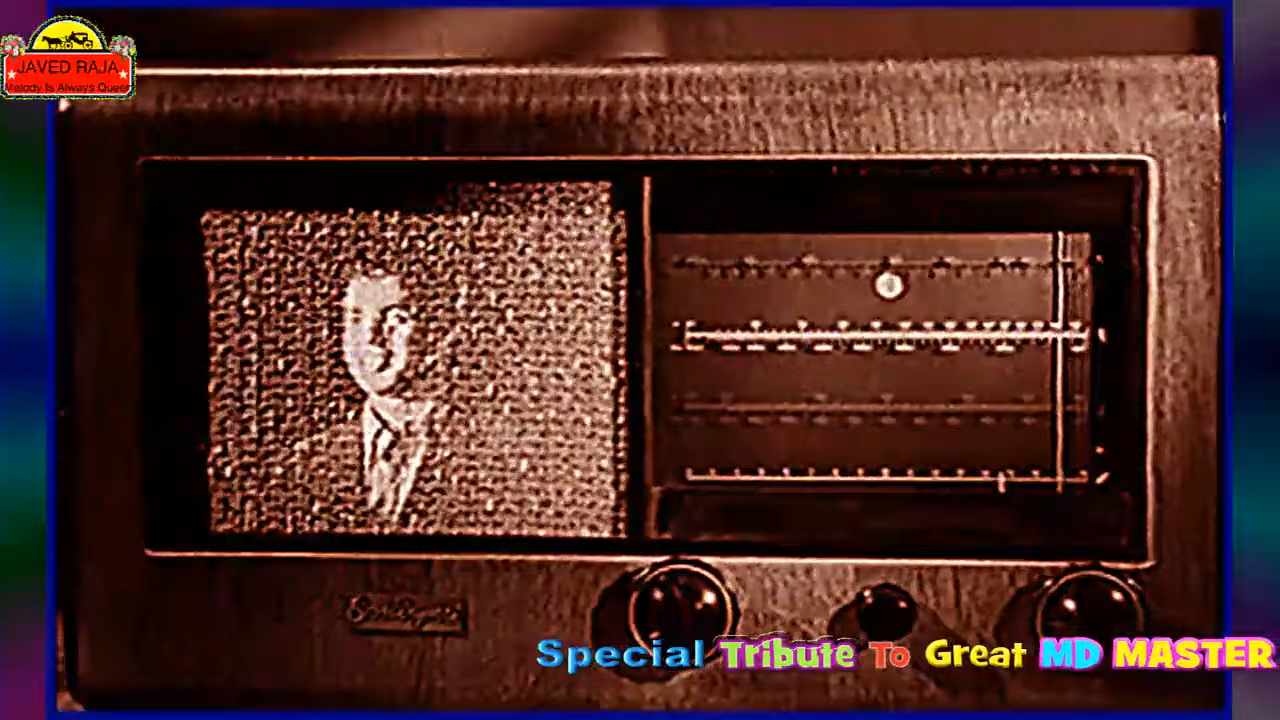 JAVED RAJA
Melody Is Always Queen
Special Tribute To Great MD MASTER